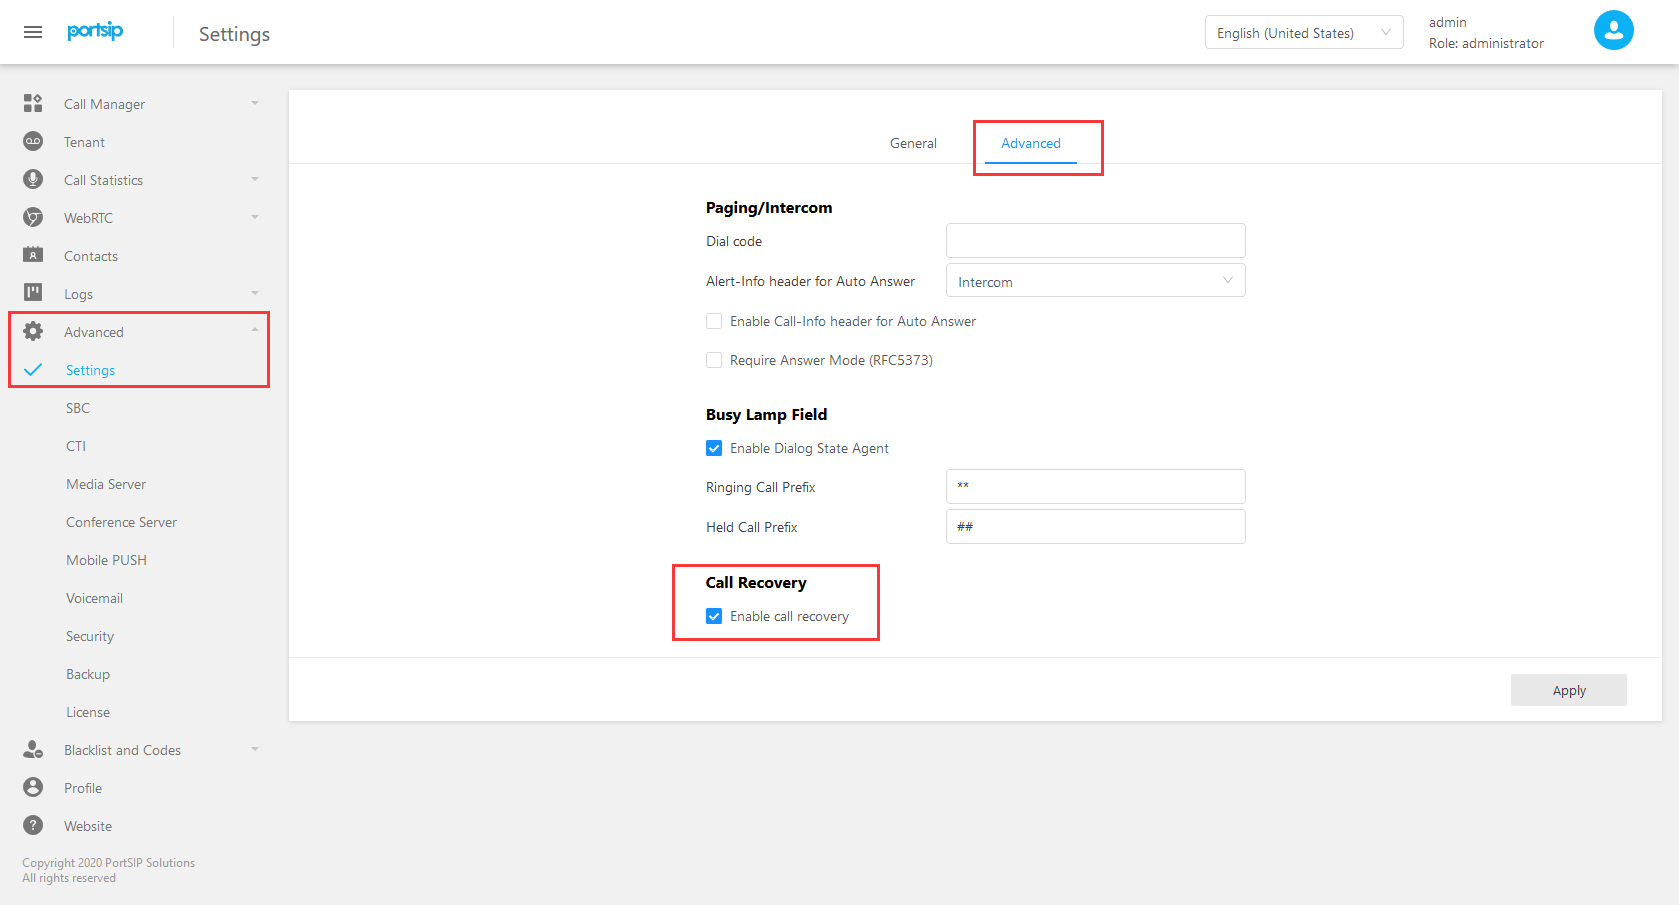 portsip
Settings
English (United States)
admin
Role: administrator
Call Manager
Tenant
Call Statistics
WebRTC
Contacts
Logs
Advanced
Settings
SBC
CTI
Media Server
Conference Server
Mobile PUSH
Voicemail
Security
Backup
License
Blacklist and Codes
Profile
Website
Copyright 2020 PortSIP Solutions
All rights reserved
General
Advanced
Paging/Intercom
Dial code
Alert-Info header for Auto Answer
Intercom
Enable Call-Info header for Auto Answer
Require Answer Mode (RFC5373)
Busy Lamp Field
Enable Dialog State Agent
Ringing Call Prefix
**
Held Call Prefix
##
Call Recovery
Enable call recovery
Apply